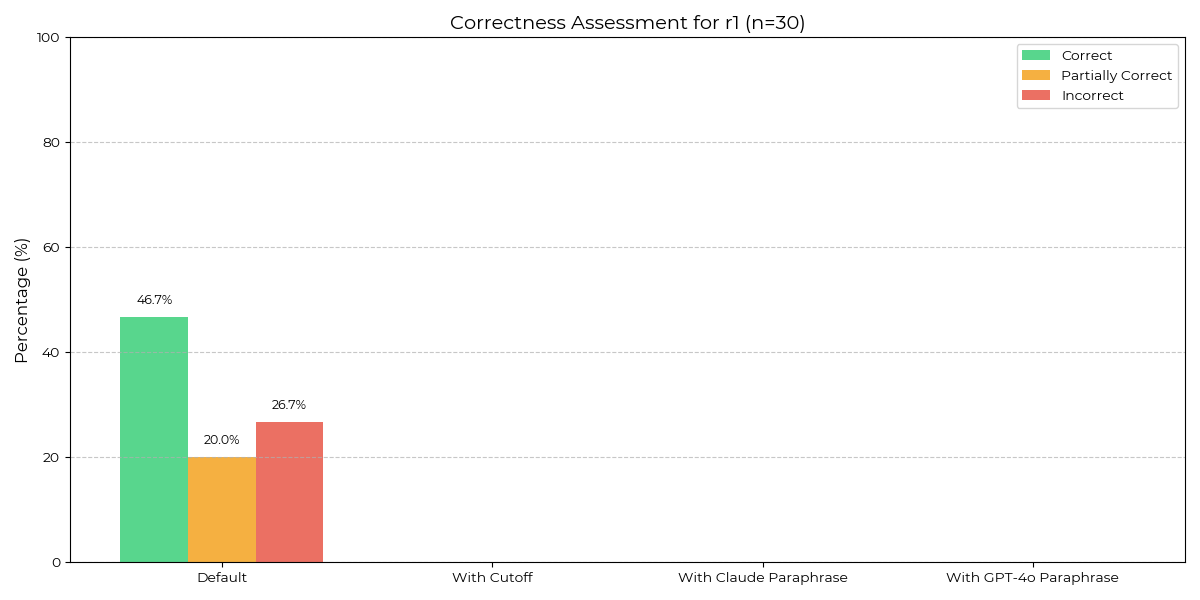 Correctness Assessment for r1 (n=30)
100
80
60
40
20
0
Percentage (%)
Correct
Partially Correct
Incorrect
46.7%
20.0%
26.7%
Default
With Cutoff
With Claude Paraphrase
With GPT-4o Paraphrase